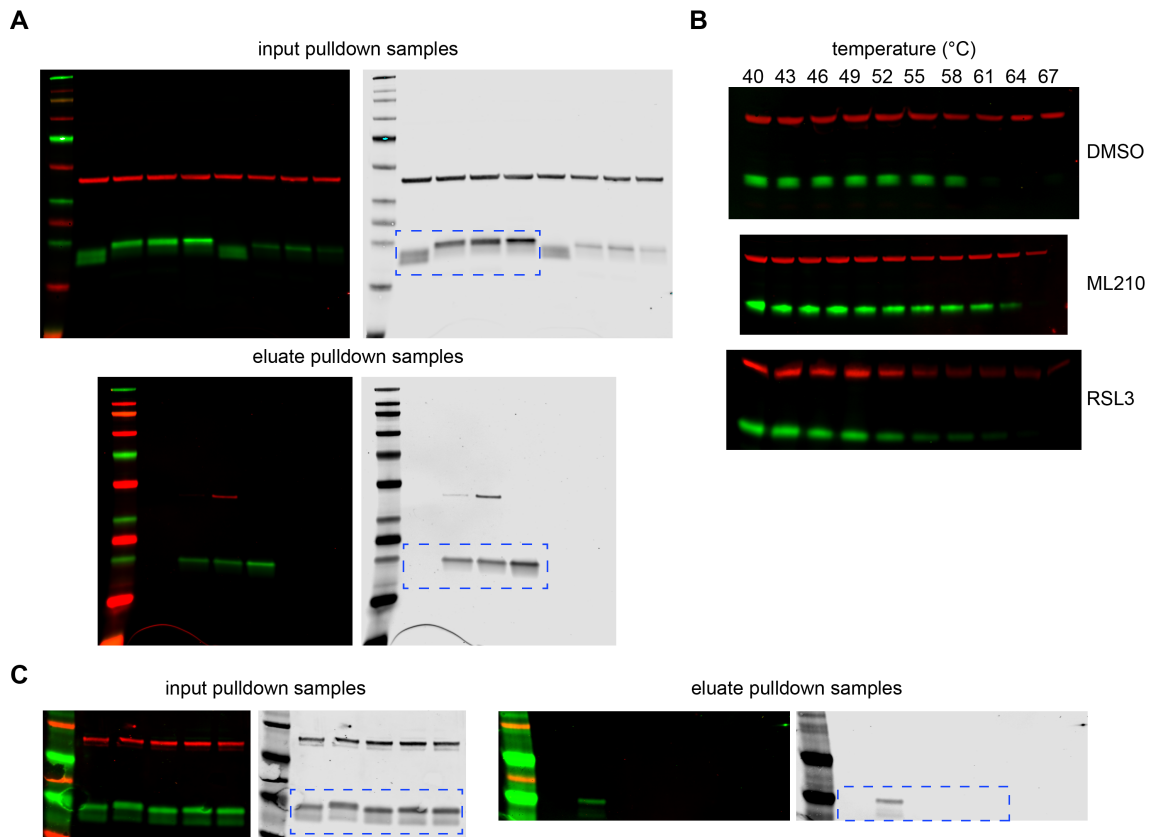 A
input pulldown samples
eluate pulldown samples
B
temperature (°C)
40 43 46 49 52 55 58 61 64 67
DMSO
ML210
RSL3
C
input pulldown samples
eluate pulldown samples